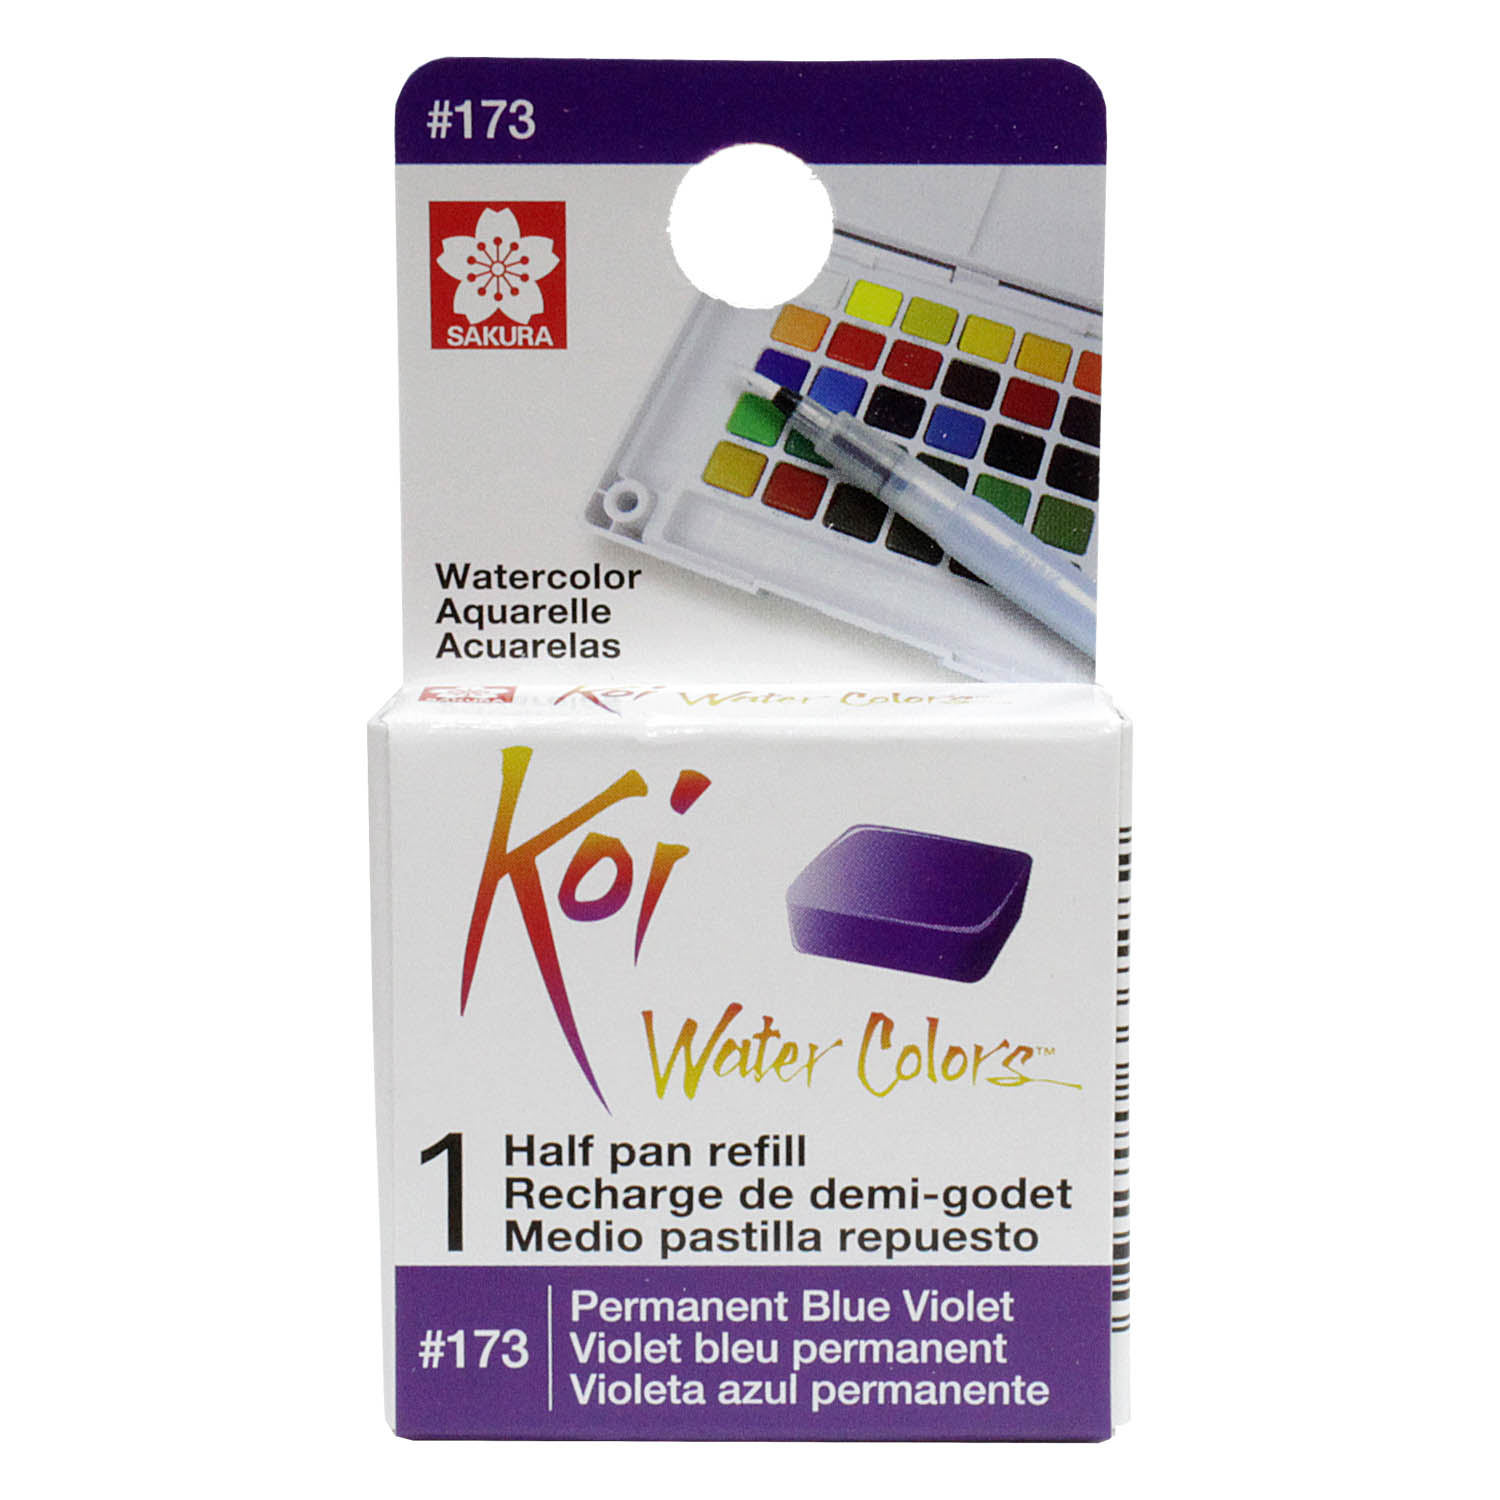 #173
SAKURA
Watercolor
Aquarelle
Acuarelas
SAKURA Koi Water Colors
Koi
Water Colors™
1 Half pan refill
Recharge de demi-godet
Medio pastilla repuesto
#173
Permanent Blue Violet
Violet bleu permanent
Violeta azul permanente